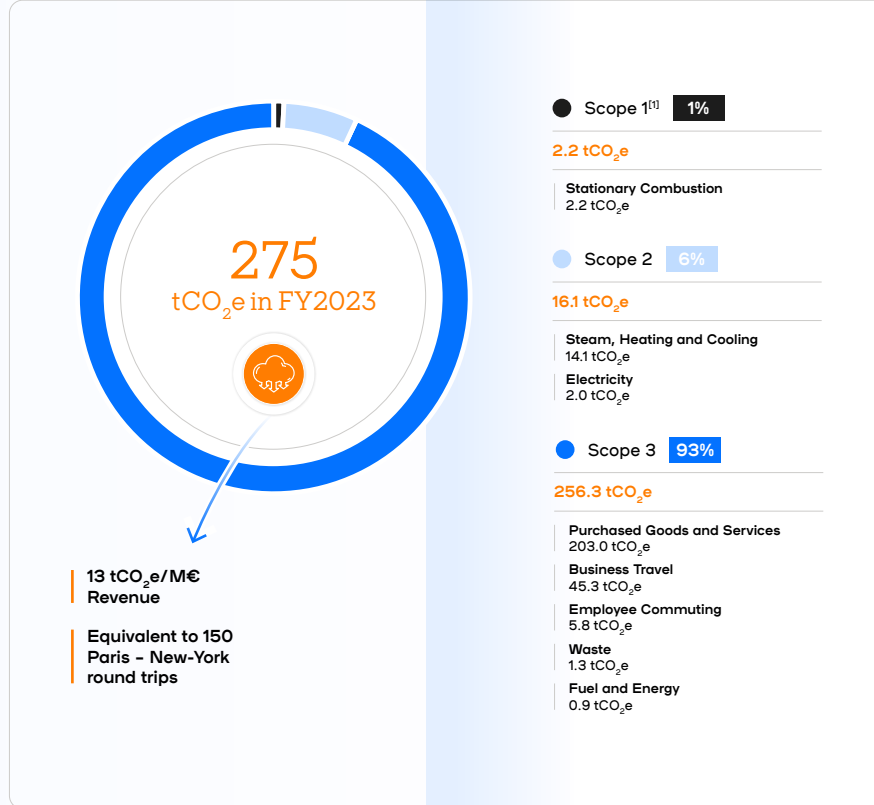 275
tCO₂e in FY2023
13 tCO₂e/M€
Revenue
Equivalent to 150
Paris – New-York
round trips
Scope 1[1] 1%
2.2 tCO₂e
Stationary Combustion
2.2 tCO₂e
Scope 2 6%
16.1 tCO₂e
Steam, Heating and Cooling
14.1 tCO₂e
Electricity
2.0 tCO₂e
Scope 3 93%
256.3 tCO₂e
Purchased Goods and Services
203.0 tCO₂e
Business Travel
45.3 tCO₂e
Employee Commuting
5.8 tCO₂e
Waste
1.3 tCO₂e
Fuel and Energy
0.9 tCO₂e